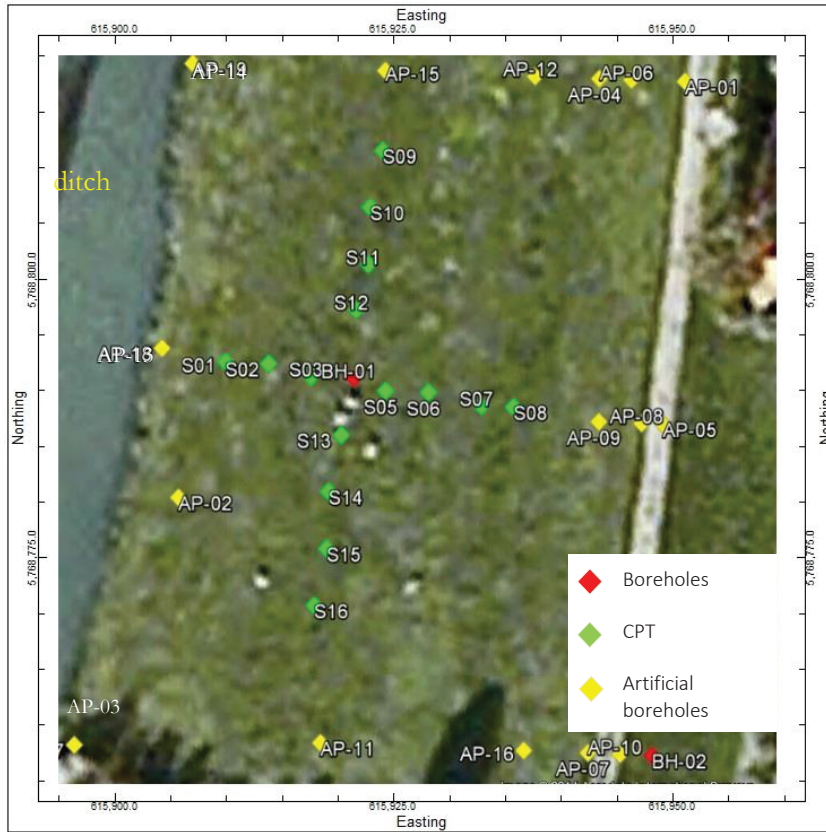 Easting
615,900.0 615,925.0 615,950.0
AP-14 AP-15 AP-12 AP-06
AP-04 AP-01
S09
ditch
S10
S11
5,768,800.0 5,768,800.0
S12
AP-18
S01 S02 S03 BH-01
S05 S06 S07 S08
AP-09 AP-08 AP-05
Northing Northing
S13
S14
AP-02
S15
5,768,775.0 5,768,775.0
S16
Boreholes
CPT
Artificial
boreholes
AP-03
AP-11 AP-16 AP-07 AP-10 BH-02
615,900.0 615,925.0 615,950.0
Easting